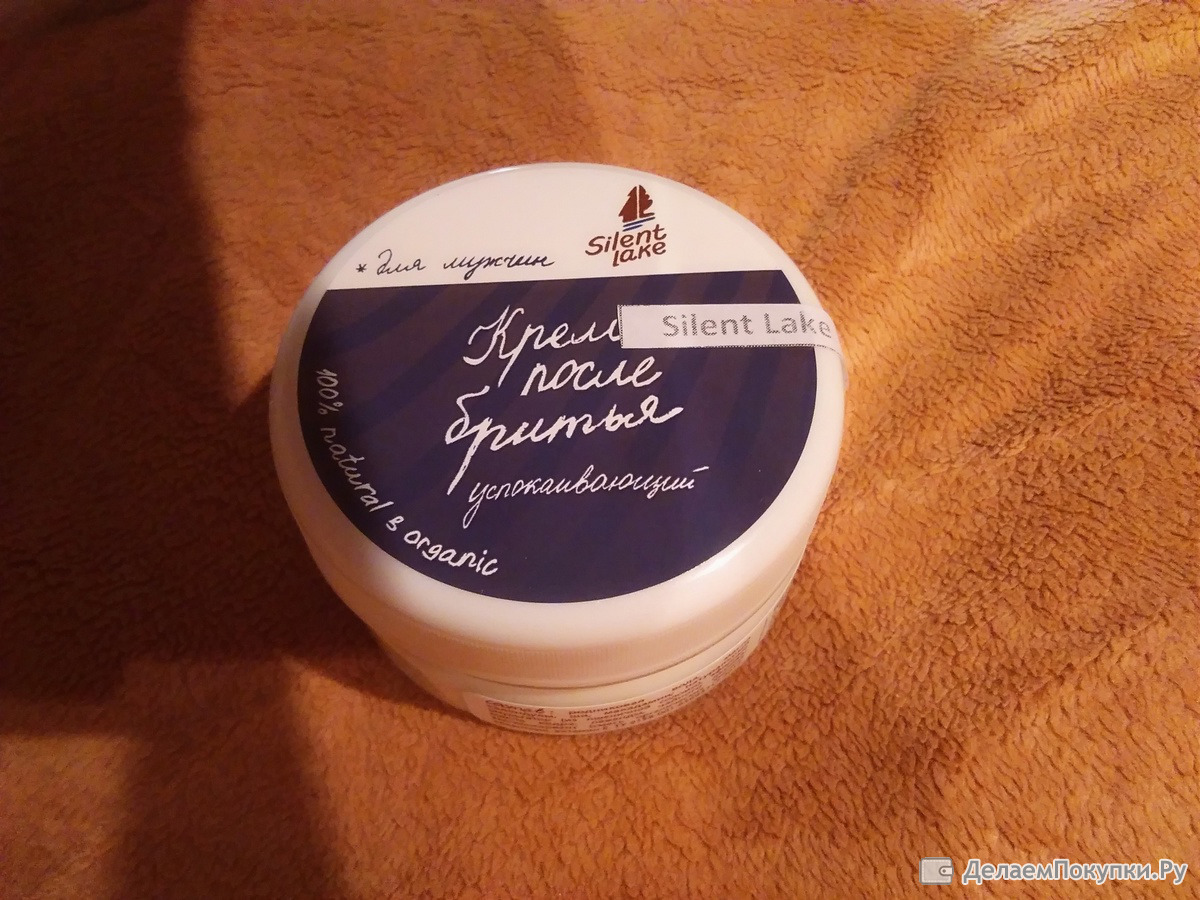 Silent
lake
* для мужчин
Silent Lake
Крем
после
бритья
успокаивающий
100% natural в organic
ДелаемПокупки.Ру